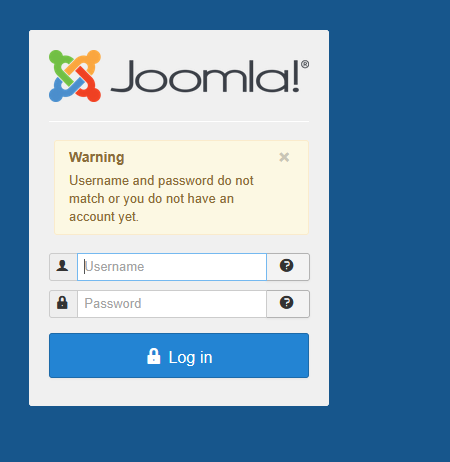 Joomla!®
Warning
×
Username and password do not
match or you do not have an
account yet.
Username
?
Password
?
Log in